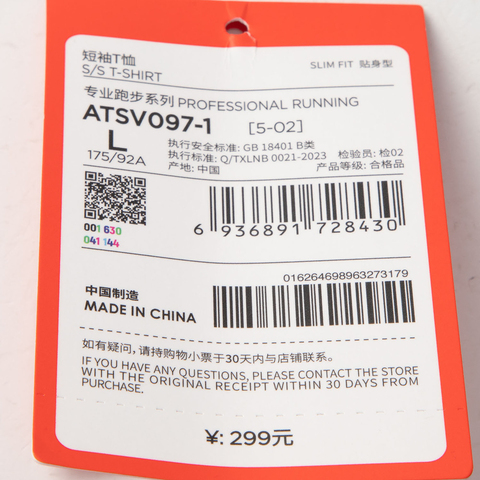 短袖T恤
S/S T-SHIRT
SLIM FIT 贴身型
专业跑步系列 PROFESSIONAL RUNNING
ATSV097-1 [5-02]
L
175/92A
执行安全标准: GB 18401 B类
执行标准: Q/TXLNB 0021-2023 检验员: 检02
产地: 中国 产品等级: 合格品
001 630
041 144
6 936891 728430
016264698963273179
中国制造
MADE IN CHINA
如有疑问, 请持购物小票于30天内与店铺联系。
IF YOU HAVE ANY QUESTIONS, PLEASE CONTACT THE STORE
WITH THE ORIGINAL RECEIPT WITHIN 30 DAYS FROM
PURCHASE.
¥: 299元